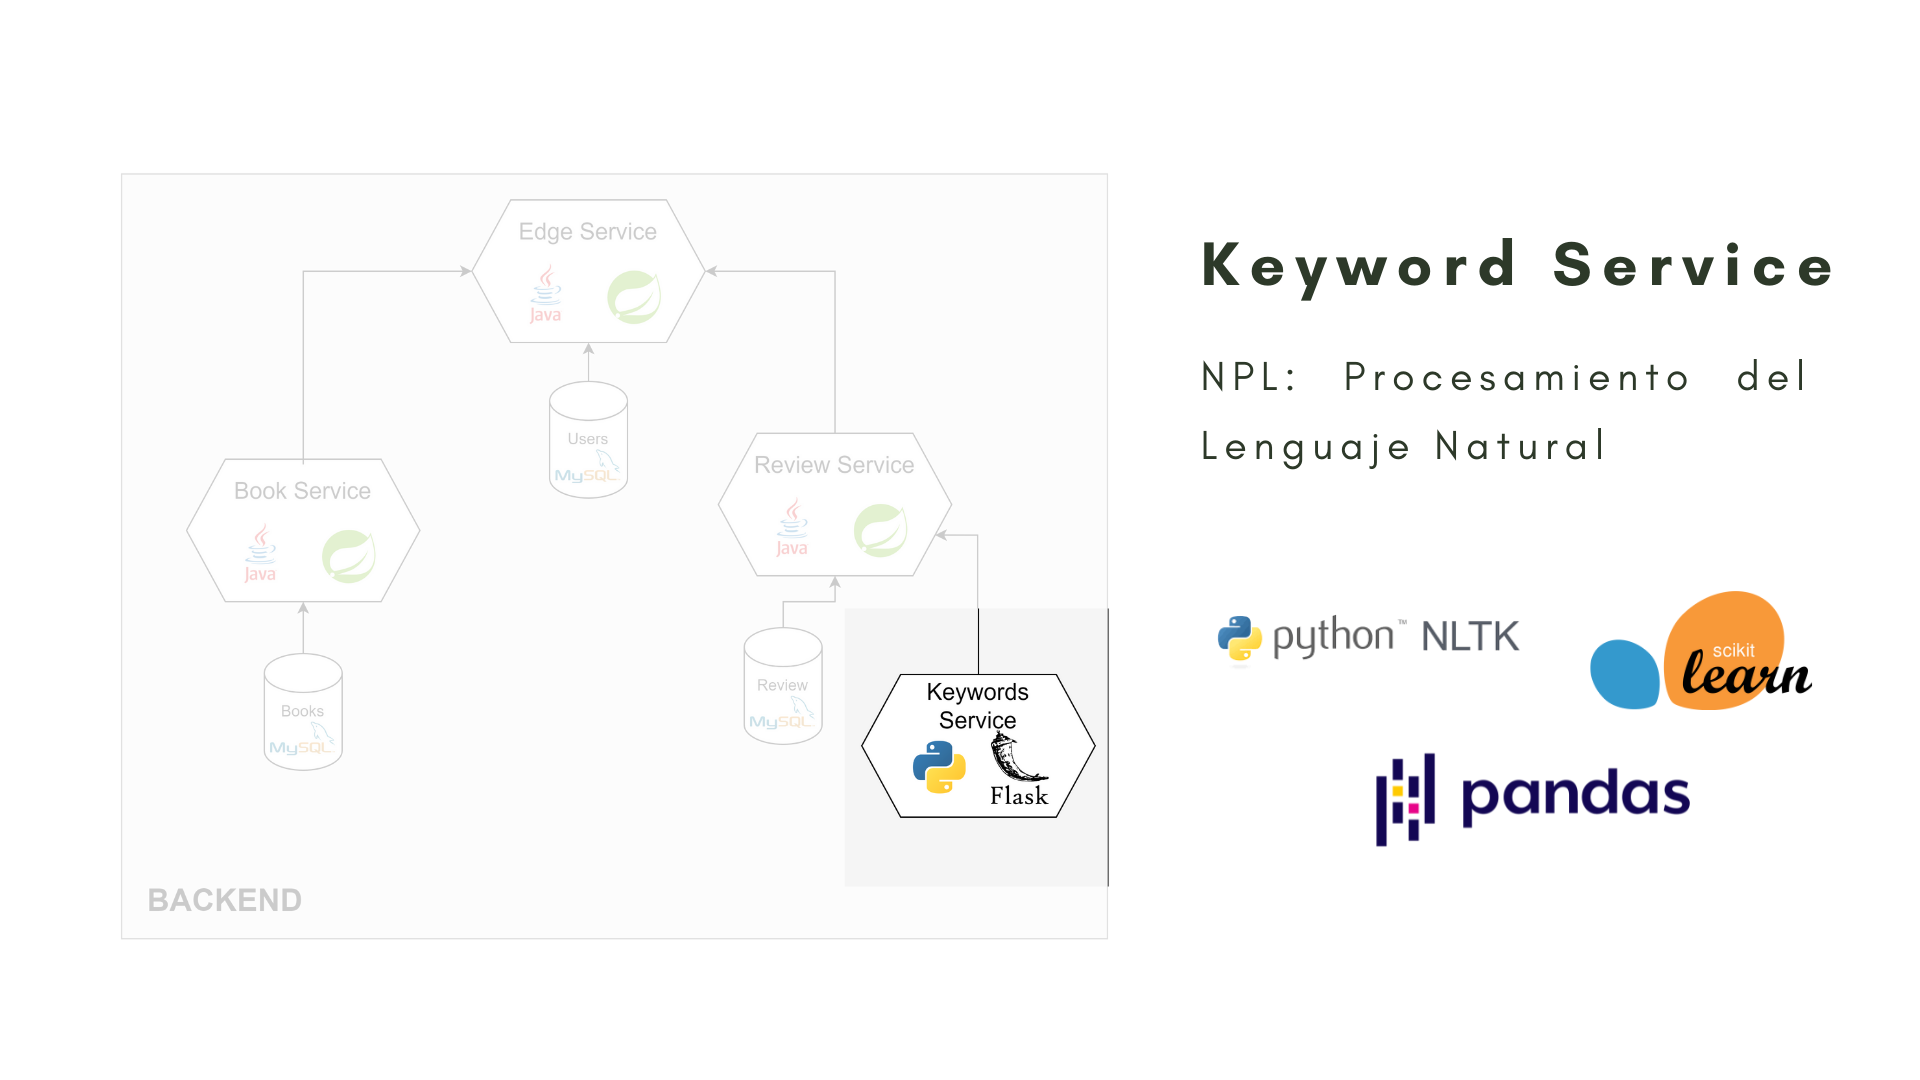 Edge Service
Java
Users
MySQL
Book Service
Java
Books
MySQL
Review Service
Java
Review
MySQL
Keywords
Service
Flask
BACKEND
Keyword Service
NPL: Procesamiento del
Lenguaje Natural
python™ NLTK
scikit
learn
pandas